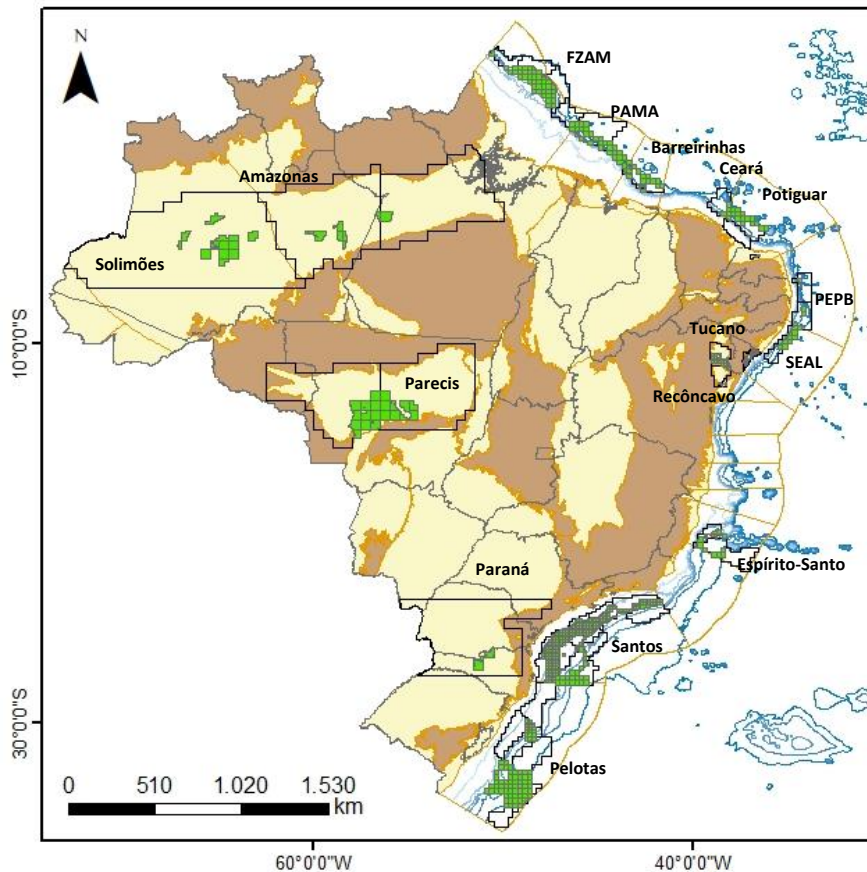 N
FZAM
PAMA
Barreirinhas
Ceará
Potiguar
Amazonas
Solimões
PEPB
Tucano
SEAL
10°0'0"S
Parecis
Recôncavo
Paraná
Espírito-Santo
Santos
30°0'0"S
Pelotas
0 510 1.020 1.530
km
60°0'0"W 40°0'0"W